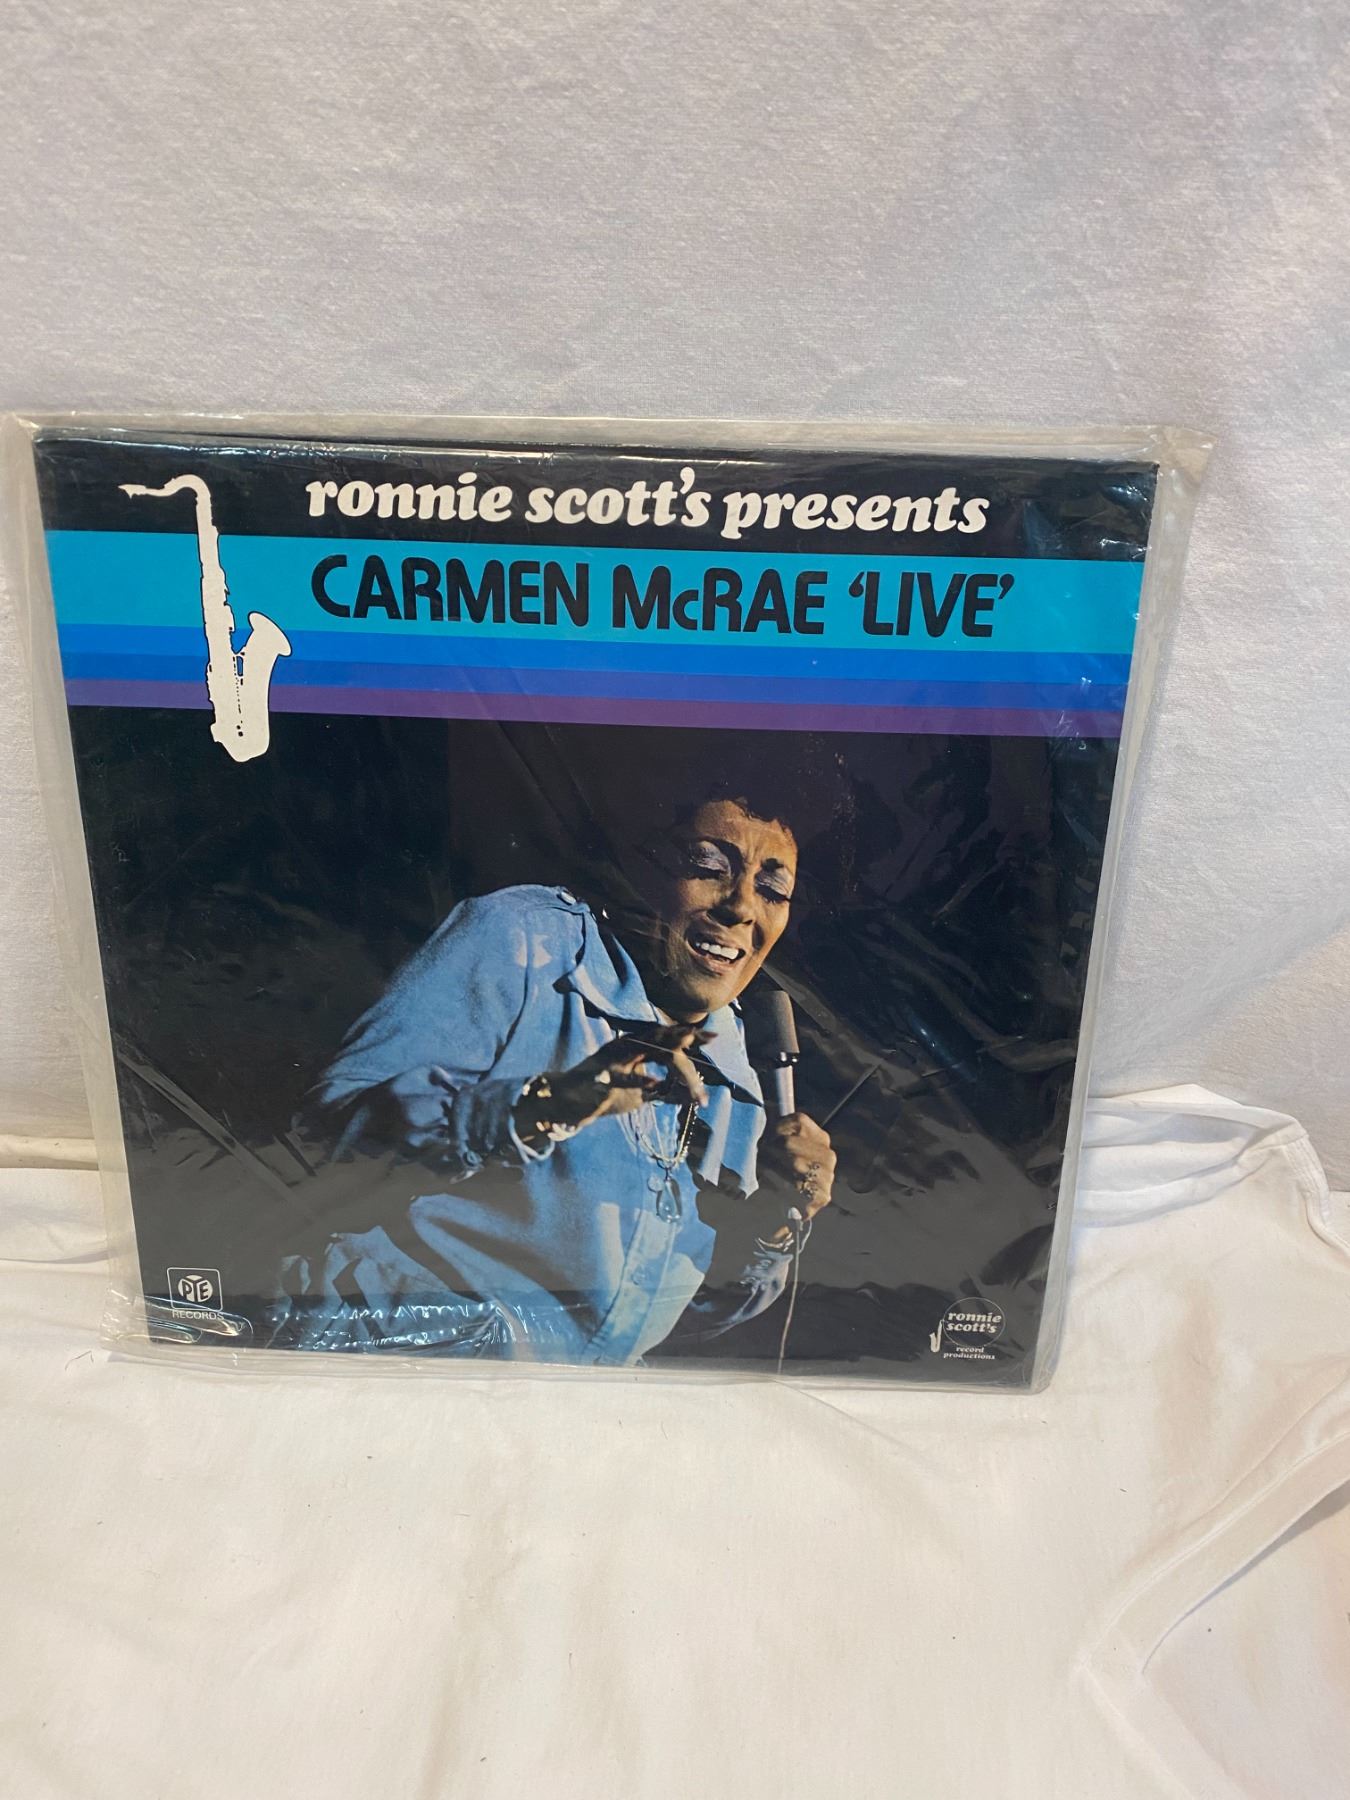 ronnie scott's presents
CARMEN McRAE 'LIVE'
PYE
RECORDS
ronnie
scott's
record
productions